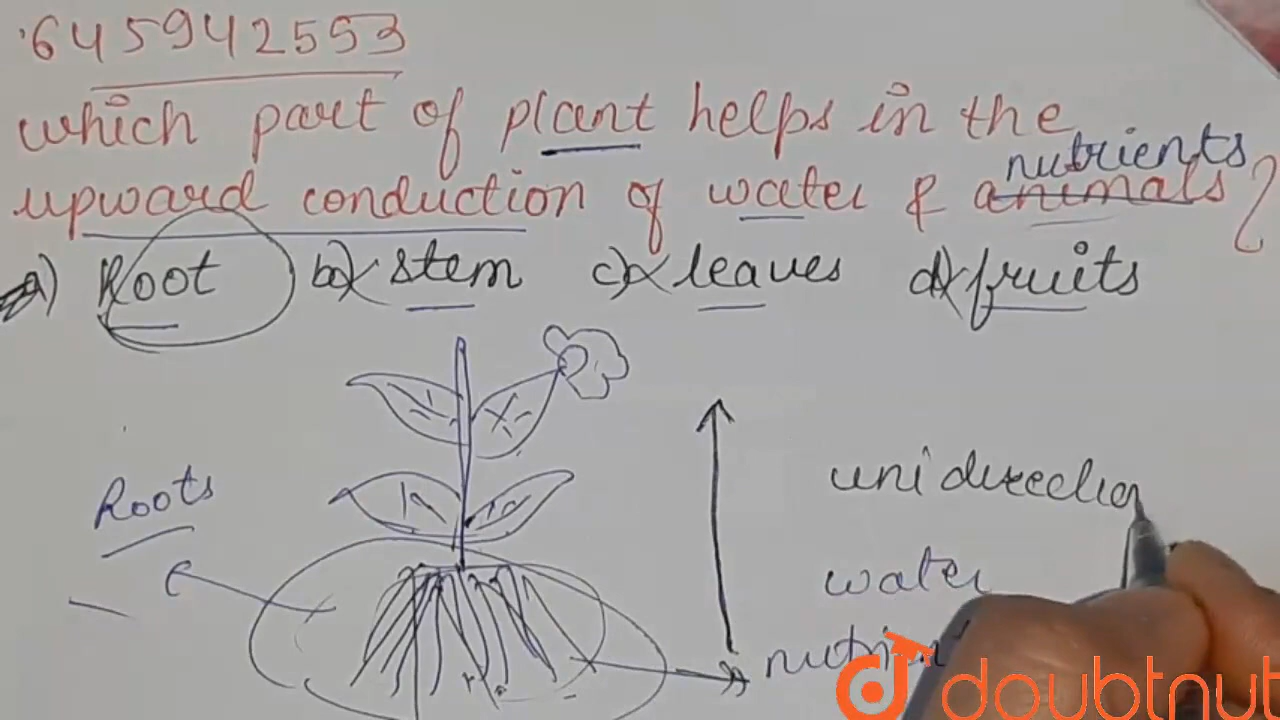 645942553
which part of plant helps in the
nutrients
upward conduction of water & animals ?
a) Root b) stem c) leaves d) fruits
Roots
unidirection
water
nutrien
doubtnut